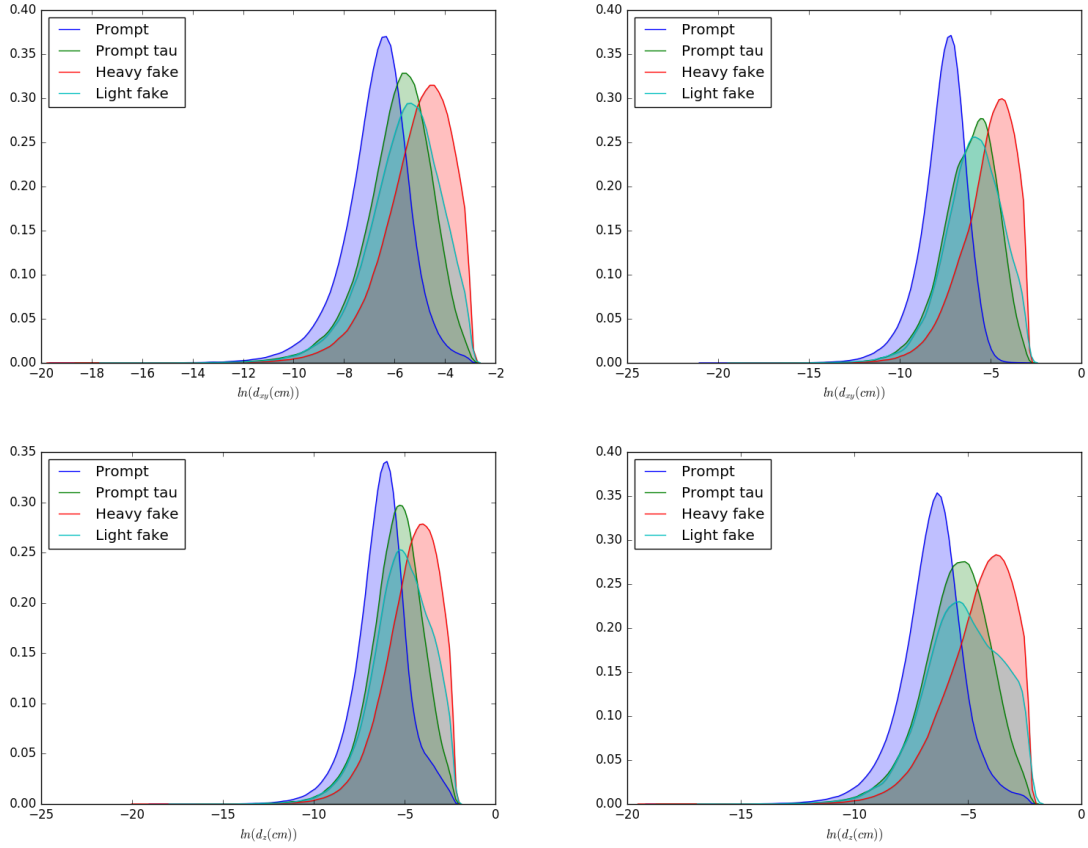 0.40
0.35
0.30
0.25
0.20
0.15
0.10
0.05
0.00
Prompt
Prompt tau
Heavy fake
Light fake
−20 −18 −16 −14 −12 −10 −8 −6 −4 −2
ln(d_xy(cm))
0.40
0.35
0.30
0.25
0.20
0.15
0.10
0.05
0.00
Prompt
Prompt tau
Heavy fake
Light fake
−25 −20 −15 −10 −5 0
ln(d_xy(cm))
0.35
0.30
0.25
0.20
0.15
0.10
0.05
0.00
Prompt
Prompt tau
Heavy fake
Light fake
−25 −20 −15 −10 −5 0
ln(d_z(cm))
0.40
0.35
0.30
0.25
0.20
0.15
0.10
0.05
0.00
Prompt
Prompt tau
Heavy fake
Light fake
−20 −15 −10 −5 0
ln(d_z(cm))